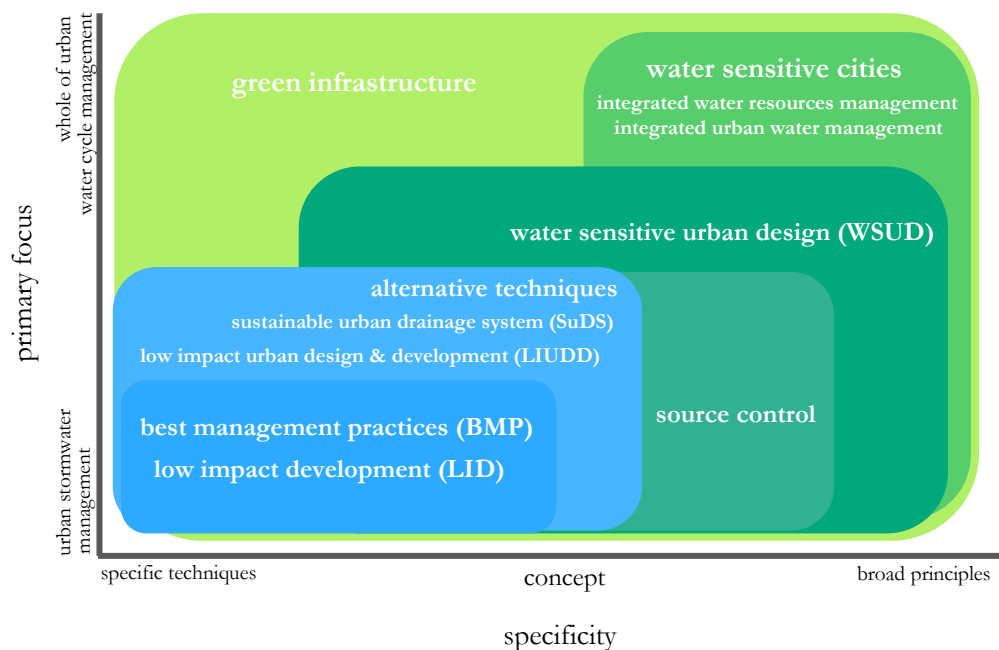 whole of urban
water cycle management
primary focus
urban stormwater
management
green infrastructure
water sensitive cities
integrated water resources management
integrated urban water management
water sensitive urban design (WSUD)
alternative techniques
sustainable urban drainage system (SuDS)
low impact urban design & development (LIUDD)
source control
best management practices (BMP)
low impact development (LID)
specific techniques
concept
broad principles
specificity